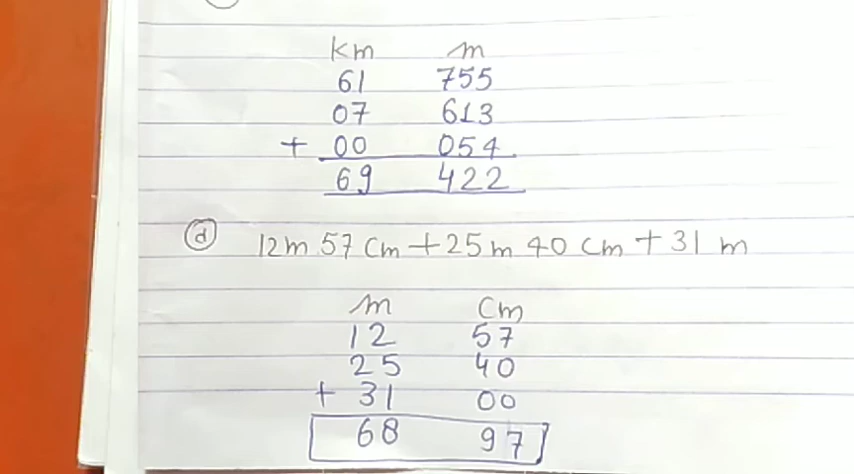 km m
61 755
07 613
+ 00 054
69 422
(d) 12m 57 cm + 25 m 40 cm + 31 m
m cm
12 57
25 40
+ 31 00
68 97